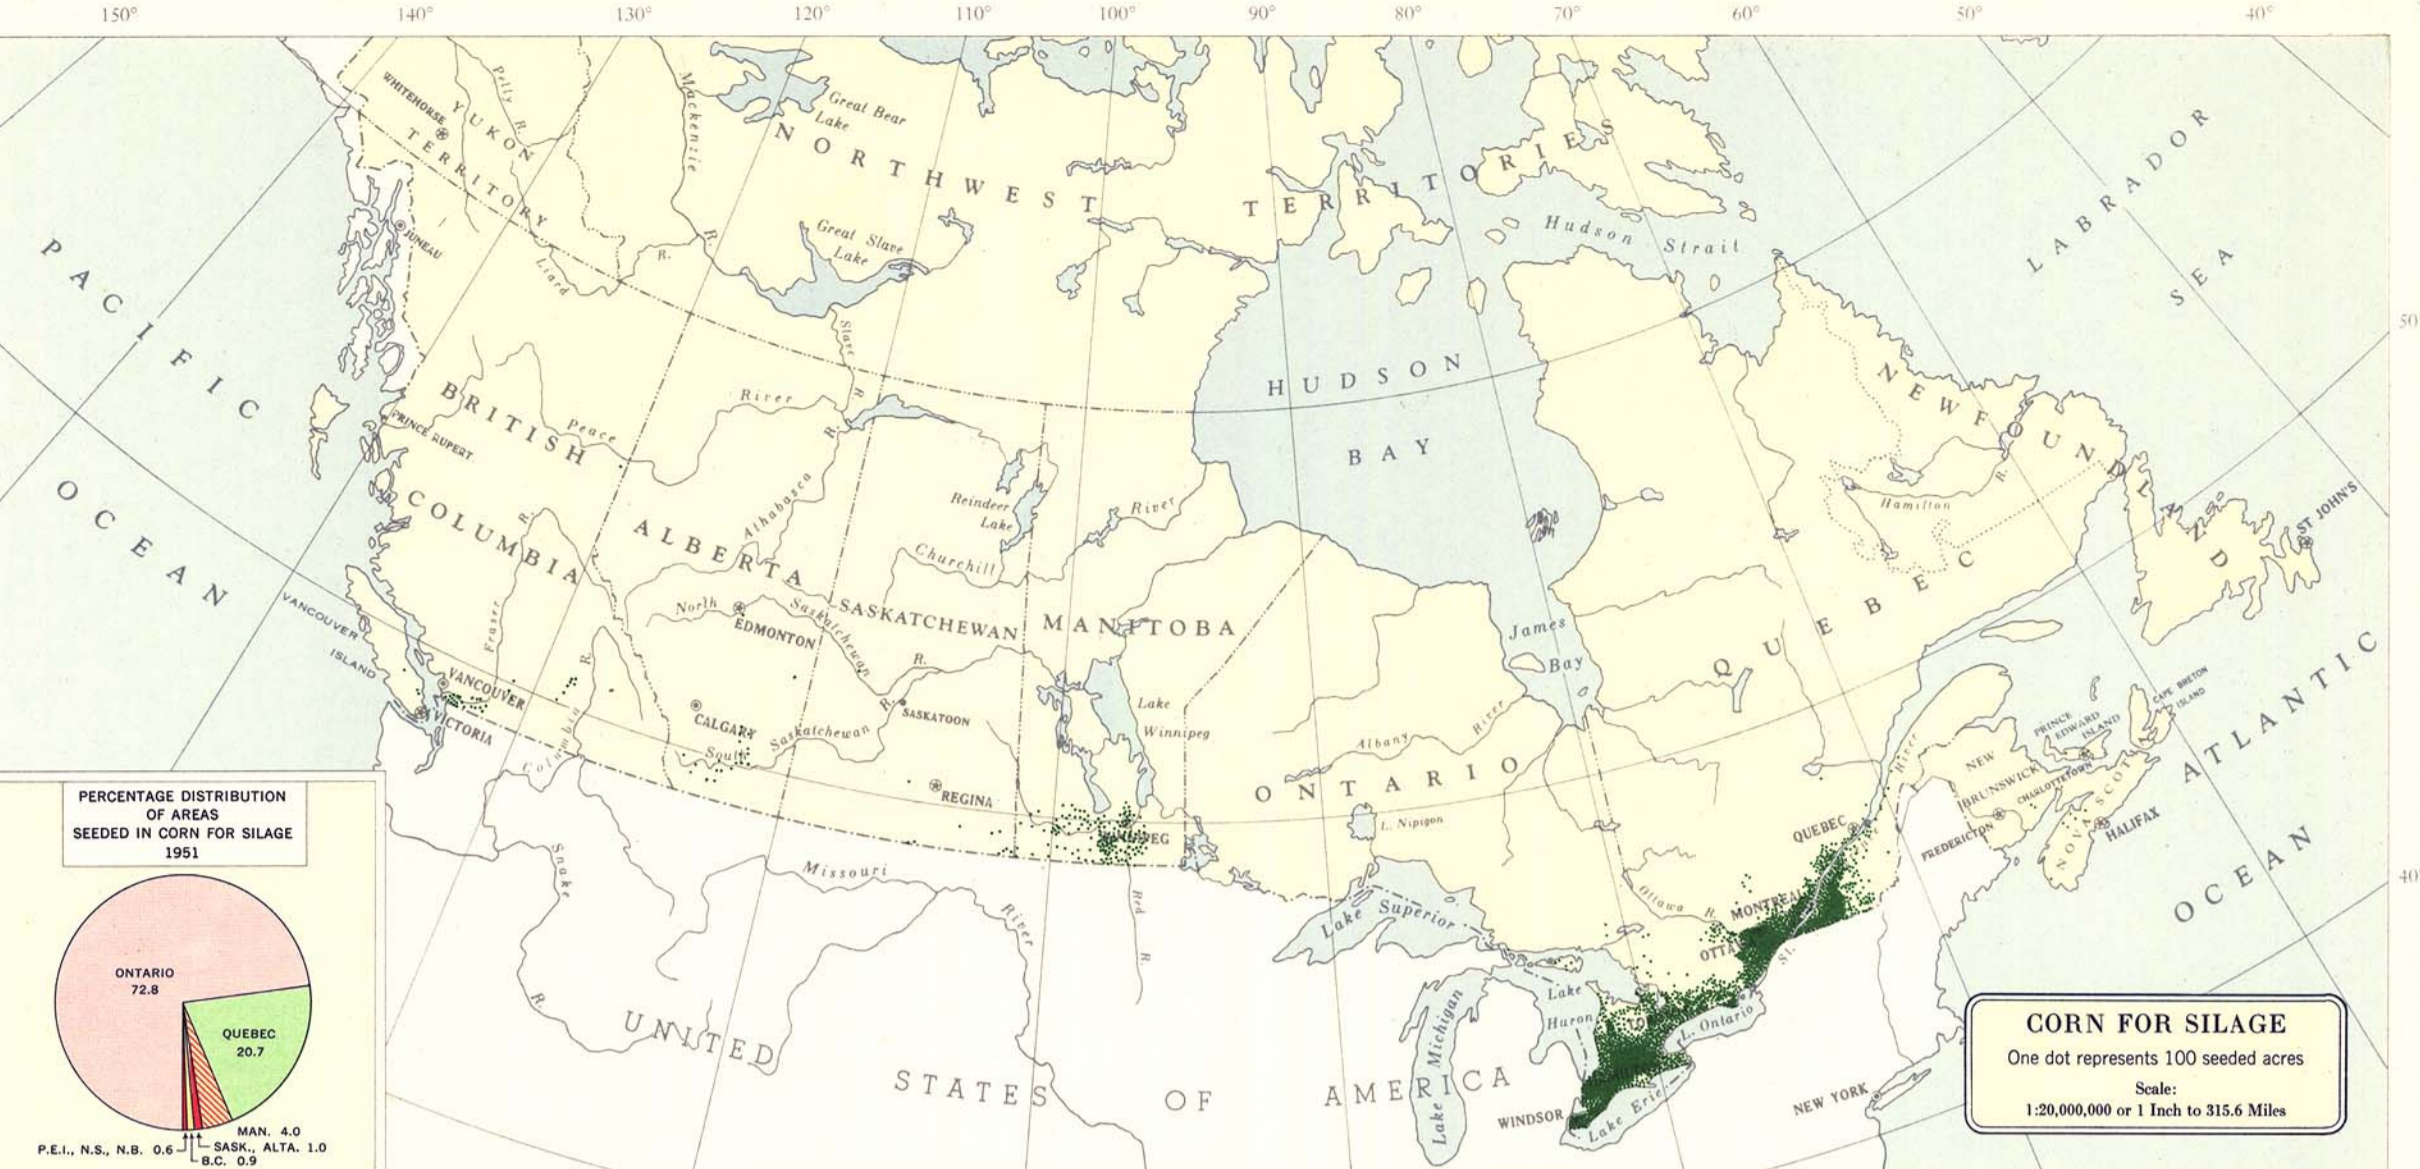 150° 140° 130° 120° 110° 100° 90° 80° 70° 60° 50° 40°
50°
40°
PACIFIC
OCEAN
WHITEHORSE
YUKON
TERRITORY
Pelly R.
Mackenzie
R.
Great Bear
Lake
NORTHWEST TERRITORIES
JUNEAU
Liard
R.
Great Slave
Lake
Slave
R.
Hudson Strait
LABRADOR
SEA
HUDSON
BAY
PRINCE RUPERT
BRITISH
COLUMBIA
Peace
River
ALBERTA
Athabasca
R.
Reindeer
Lake
River
Churchill
SASKATCHEWAN
MANITOBA
NEWFOUNDLAND
Hamilton
R.
ST JOHN'S
QUEBEC
James
Bay
VANCOUVER
ISLAND
Fraser
R.
VANCOUVER
VICTORIA
Columbia
R.
North
Saskatchewan
R.
EDMONTON
CALGARY
South
Saskatchewan
R.
SASKATOON
REGINA
Lake
Winnipeg
ONTARIO
Albany
River
L. Nipigon
Ottawa R.
QUEBEC
MONTREAL
St.
River
NEW
BRUNSWICK
FREDERICTON
PRINCE
EDWARD
ISLAND
CHARLOTTETOWN
CAPE BRETON
ISLAND
NOVA SCOTIA
HALIFAX
ATLANTIC
OCEAN
Snake
R.
Missouri
River
Red
R.
Lake Superior
Lake Michigan
Lake
Huron
L. Ontario
Lake Erie
WINDSOR
NEW YORK
UNITED
STATES OF AMERICA
PERCENTAGE DISTRIBUTION
OF AREAS
SEEDED IN CORN FOR SILAGE
1951
ONTARIO
72.8
QUEBEC
20.7
MAN. 4.0
SASK., ALTA. 1.0
B.C. 0.9
P.E.I., N.S., N.B. 0.6
CORN FOR SILAGE
One dot represents 100 seeded acres
Scale:
1:20,000,000 or 1 Inch to 315.6 Miles